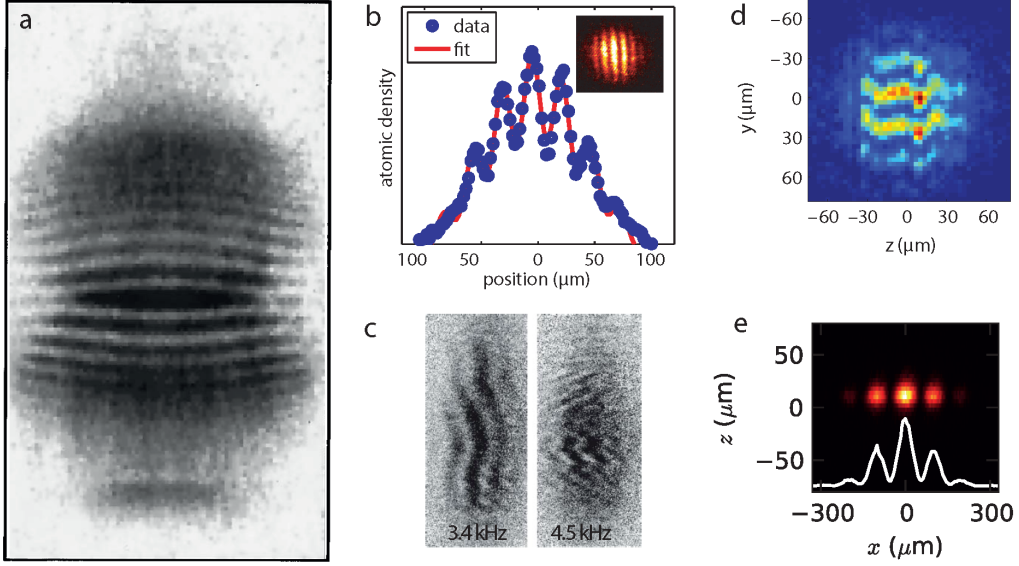 a
b
data
fit
atomic density
100 50 0 50 100
position (µm)
c
3.4 kHz
4.5 kHz
d
−60
−30
0
30
60
y (µm)
−60 −30 0 30 60
z (µm)
e
50
0
−50
z (µm)
−300 0 300
x (µm)